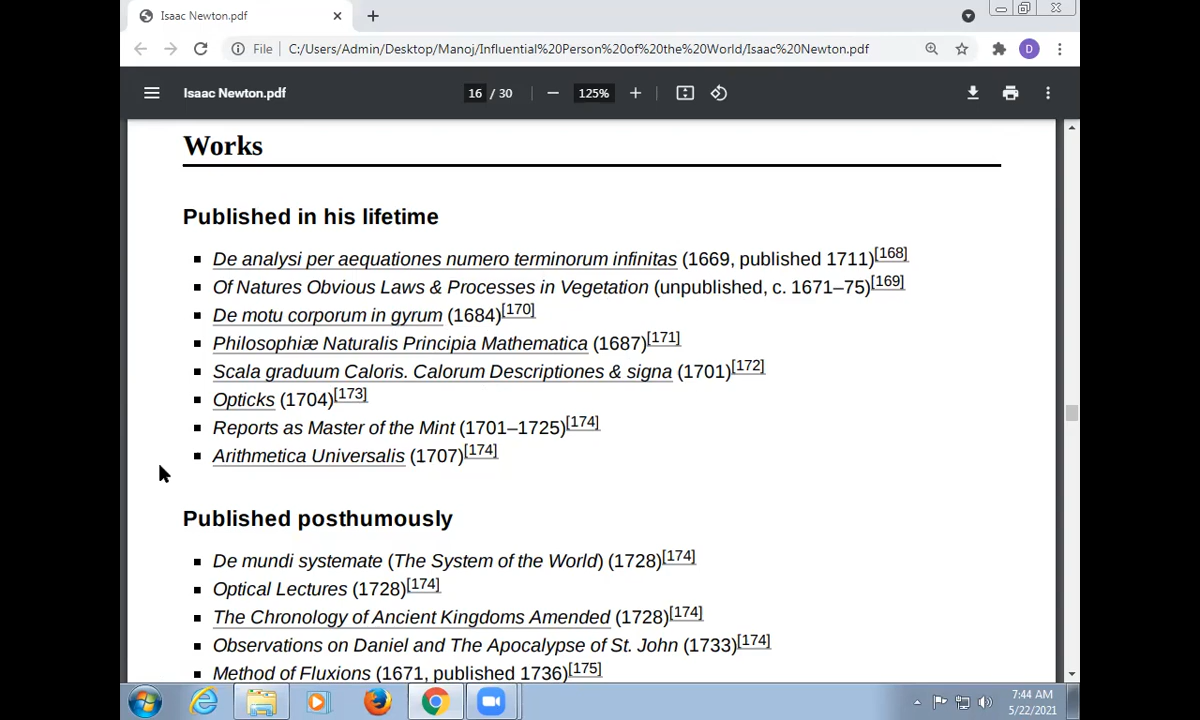 Isaac Newton.pdf
File C:/Users/Admin/Desktop/Manoj/Influential%20Person%20of%20the%20World/Isaac%20Newton.pdf D
Isaac Newton.pdf 16 / 30 125%
Works
Published in his lifetime
De analysi per aequationes numero terminorum infinitas (1669, published 1711)[168]
Of Natures Obvious Laws & Processes in Vegetation (unpublished, c. 1671–75)[169]
De motu corporum in gyrum (1684)[170]
Philosophiæ Naturalis Principia Mathematica (1687)[171]
Scala graduum Caloris. Calorum Descriptiones & signa (1701)[172]
Opticks (1704)[173]
Reports as Master of the Mint (1701–1725)[174]
Arithmetica Universalis (1707)[174]
Published posthumously
De mundi systemate (The System of the World) (1728)[174]
Optical Lectures (1728)[174]
The Chronology of Ancient Kingdoms Amended (1728)[174]
Observations on Daniel and The Apocalypse of St. John (1733)[174]
Method of Fluxions (1671, published 1736)[175]
7:44 AM
5/22/2021